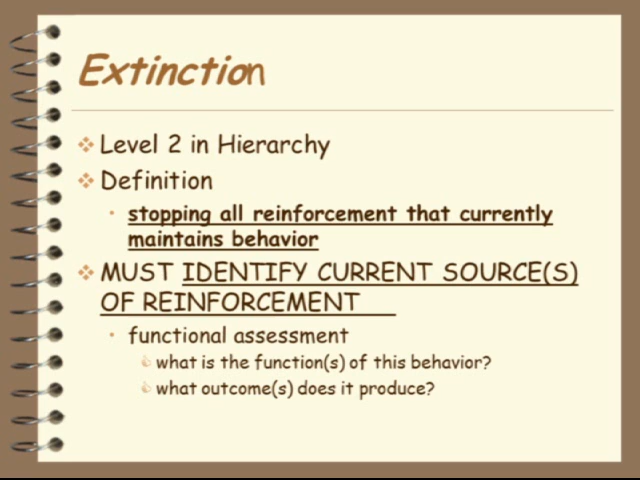 Extinction
Level 2 in Hierarchy
Definition
stopping all reinforcement that currently
maintains behavior
MUST IDENTIFY CURRENT SOURCE(S)
OF REINFORCEMENT
functional assessment
what is the function(s) of this behavior?
what outcome(s) does it produce?